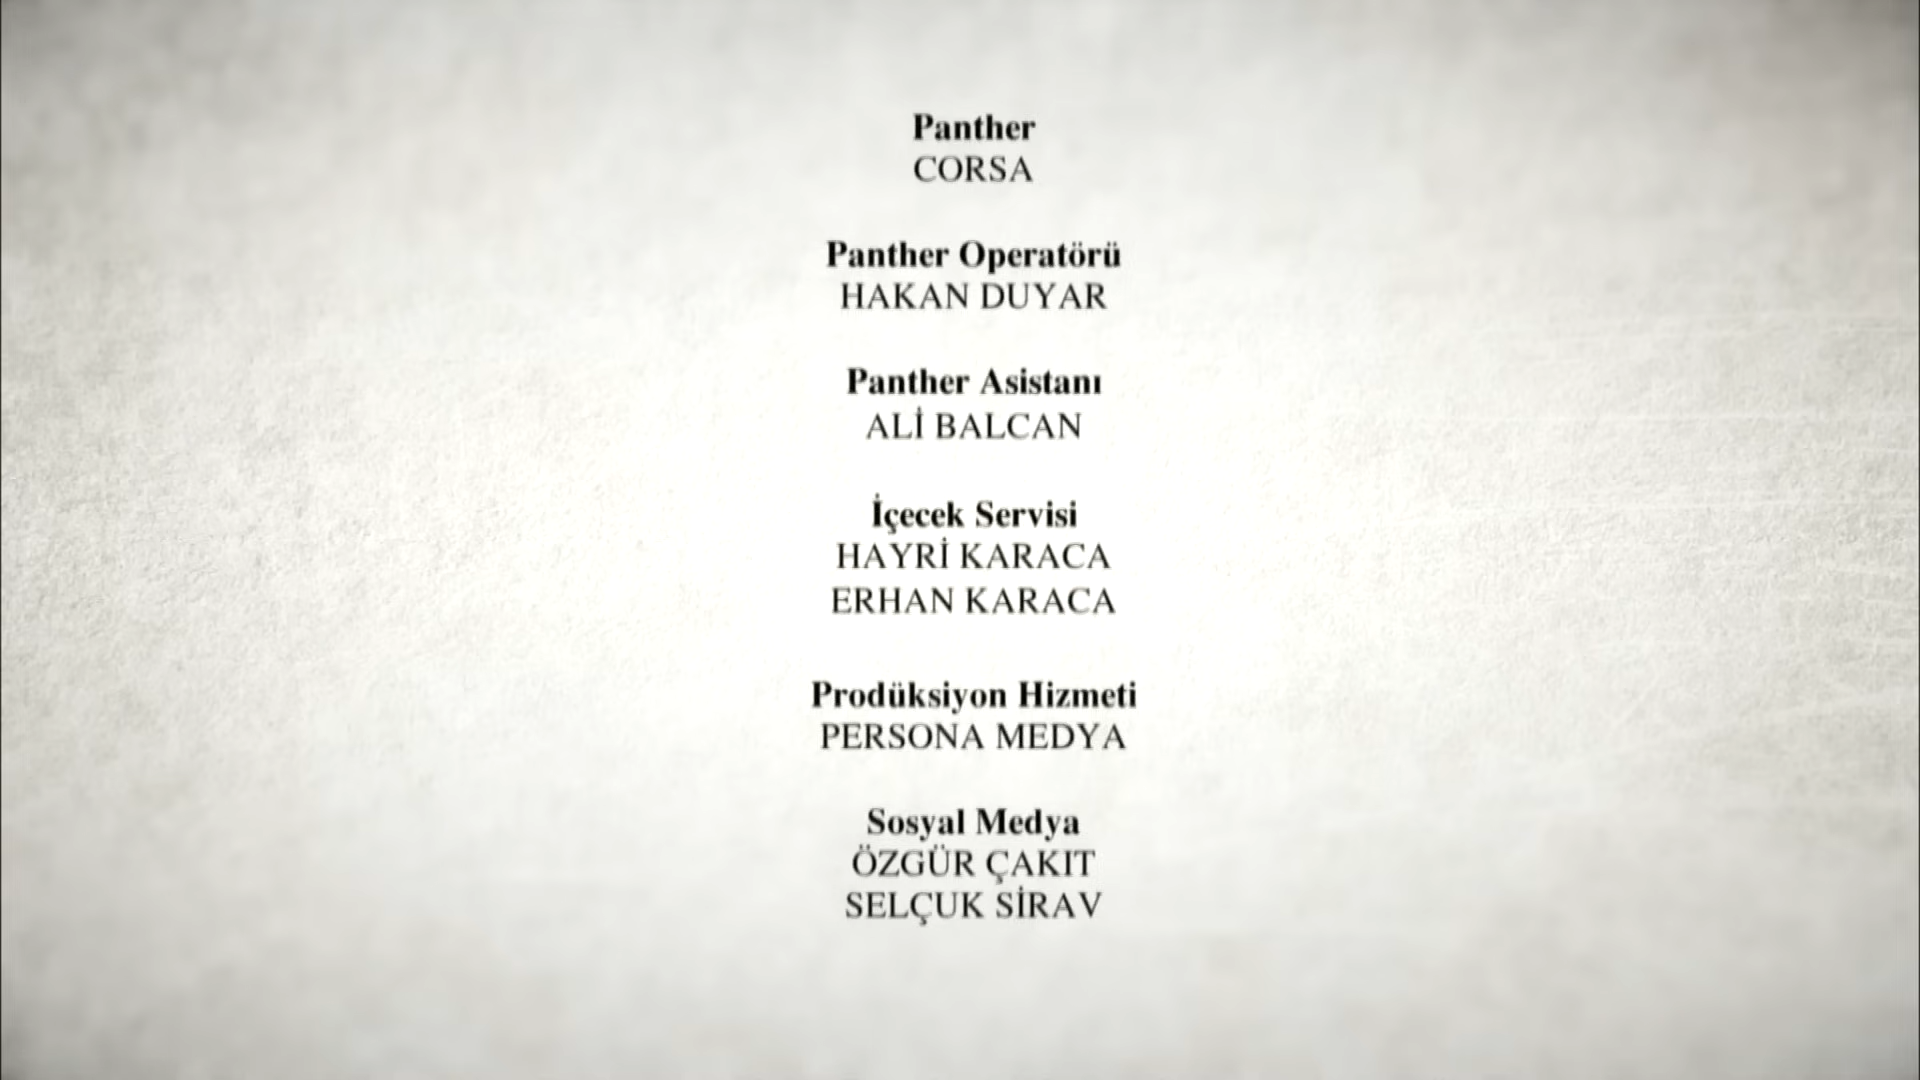 Panther
CORSA
Panther Operatörü
HAKAN DUYAR
Panther Asistanı
ALİ BALCAN
İçecek Servisi
HAYRİ KARACA
ERHAN KARACA
Prodüksiyon Hizmeti
PERSONA MEDYA
Sosyal Medya
ÖZGÜR ÇAKIT
SELÇUK SİRAV